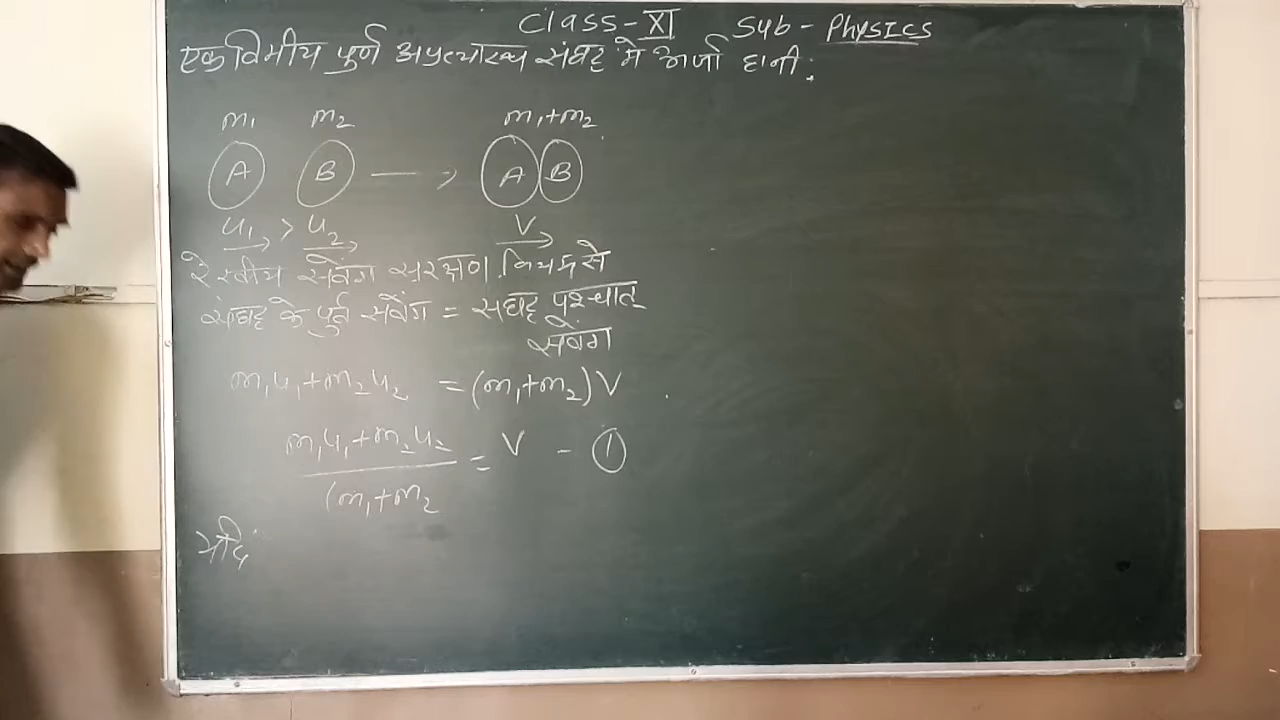 Class-XI Sub-Physics
एकविमीय पुर्ण अप्रत्यास्थ संघट्ट में ऊर्जा हानी:
m₁ m₂ m₁+m₂
A B → A B
u₁ > u₂ v
रेखीय संवेग संरक्षण नियम से
संघट्ट के पुर्व संवेग = संघट्ट पश्चात्
संवेग
m₁u₁+m₂u₂ =(m₁+m₂)V
m₁u₁+m₂u₂ = V - ①
(m₁+m₂
यदि